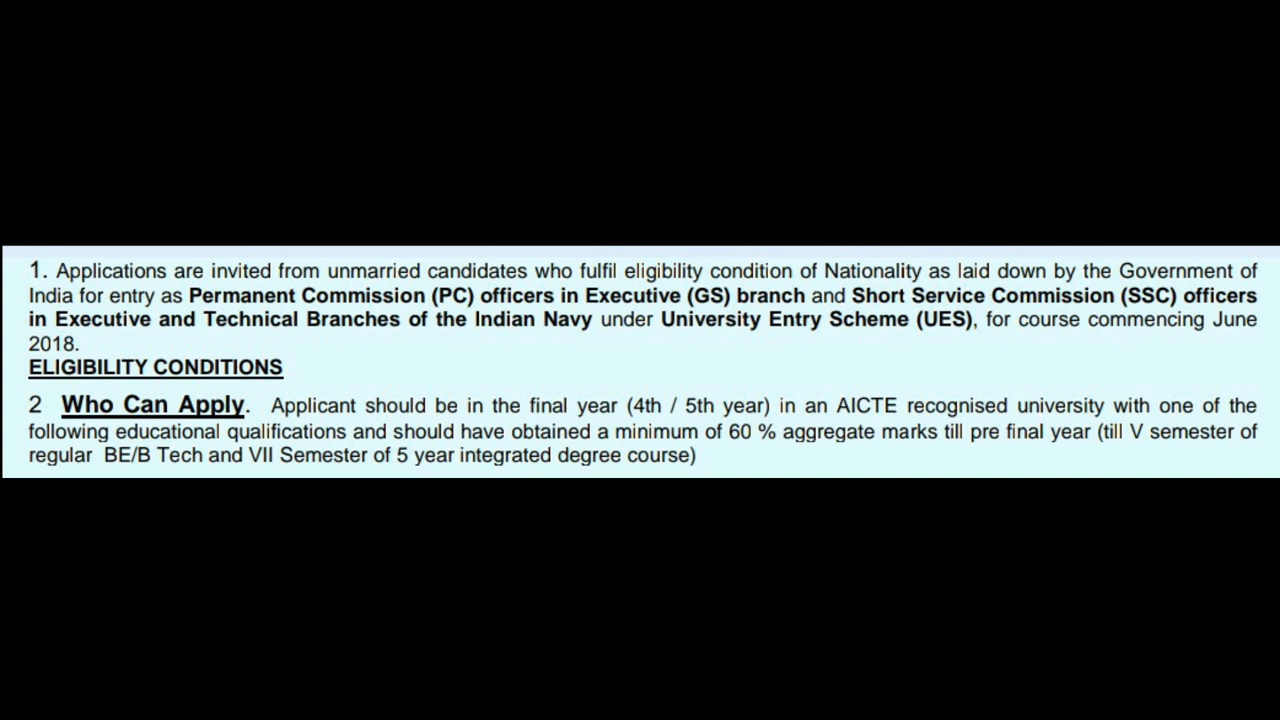 1. Applications are invited from unmarried candidates who fulfil eligibility condition of Nationality as laid down by the Government of
India for entry as Permanent Commission (PC) officers in Executive (GS) branch and Short Service Commission (SSC) officers
in Executive and Technical Branches of the Indian Navy under University Entry Scheme (UES), for course commencing June
2018.
ELIGIBILITY CONDITIONS
2 Who Can Apply. Applicant should be in the final year (4th / 5th year) in an AICTE recognised university with one of the
following educational qualifications and should have obtained a minimum of 60 % aggregate marks till pre final year (till V semester of
regular BE/B Tech and VII Semester of 5 year integrated degree course)